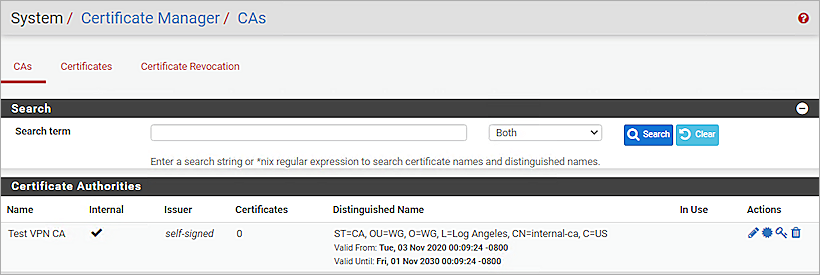 System / Certificate Manager / CAs
CAs Certificates Certificate Revocation
Search
Search term Both Search Clear
Enter a search string or *nix regular expression to search certificate names and distinguished names.
Certificate Authorities
Name Internal Issuer Certificates Distinguished Name In Use Actions
Test VPN CA self-signed 0 ST=CA, OU=WG, O=WG, L=Log Angeles, CN=internal-ca, C=US
Valid From: Tue, 03 Nov 2020 00:09:24 -0800
Valid Until: Fri, 01 Nov 2030 00:09:24 -0800